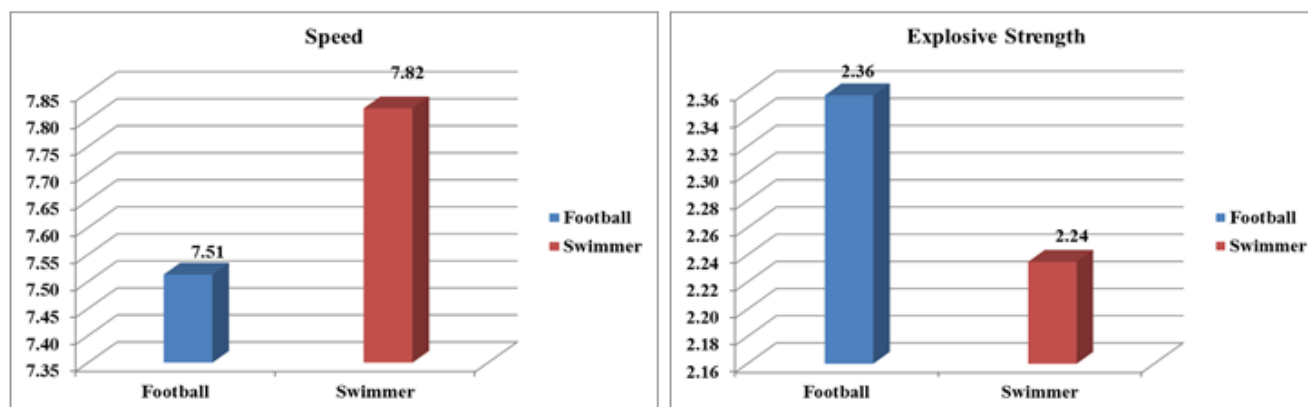 Speed
7.85
7.80
7.75
7.70
7.65
7.60
7.55
7.50
7.45
7.40
7.35
7.51
7.82
Football
Swimmer
Football
Swimmer
Explosive Strength
2.36
2.34
2.32
2.30
2.28
2.26
2.24
2.22
2.20
2.18
2.16
2.36
2.24
Football
Swimmer
Football
Swimmer